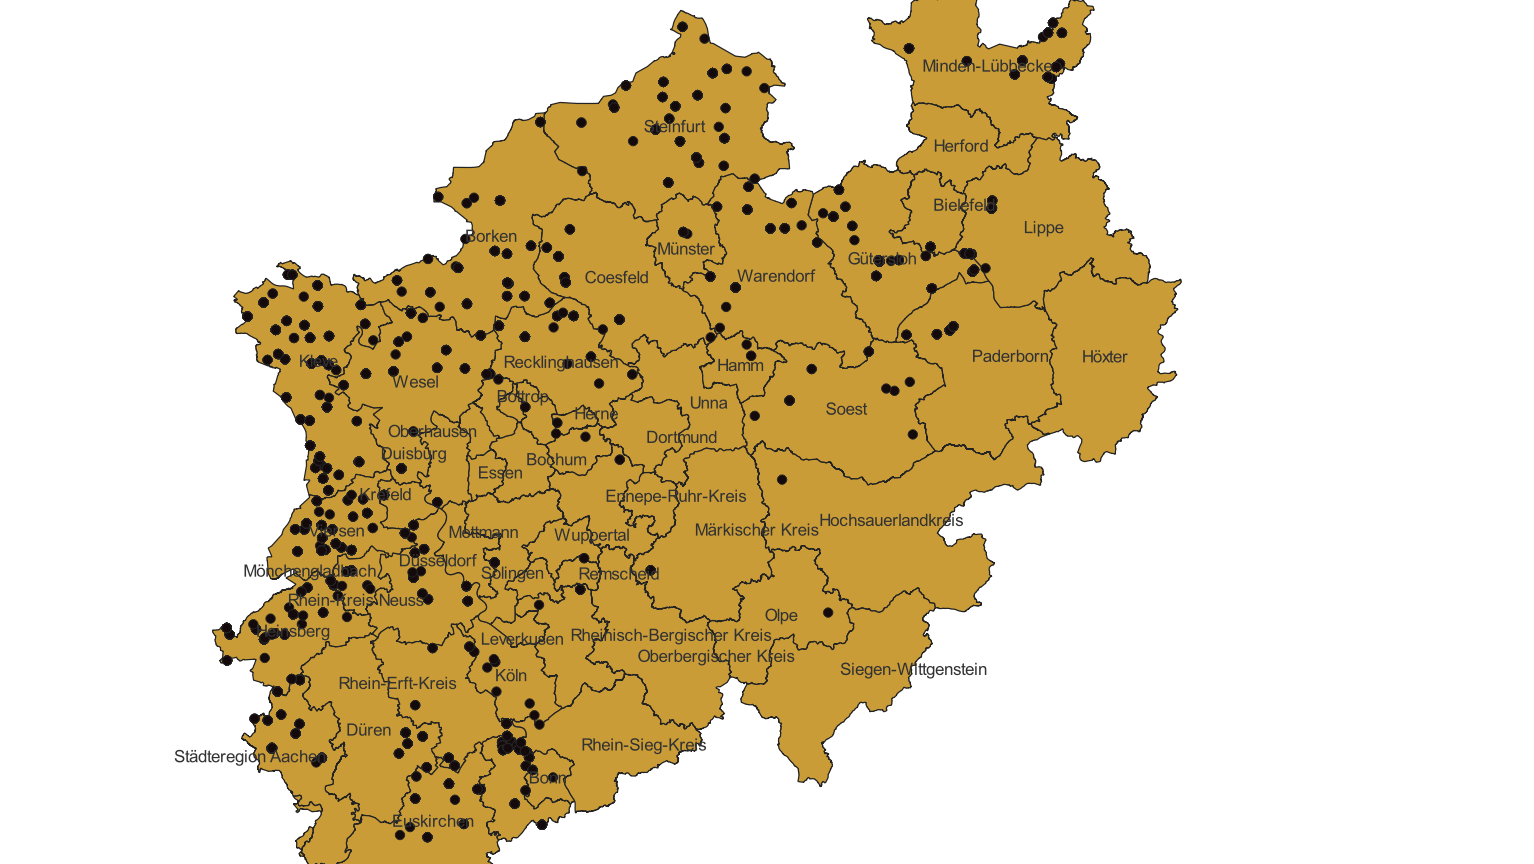 Minden-Lübbecke
Steinfurt
Herford
Bielefeld
Lippe
Borken
Münster
Gütersloh
Coesfeld
Warendorf
Kleve
Recklinghausen
Hamm
Paderborn
Höxter
Wesel
Bottrop
Unna
Soest
Herne
Oberhausen
Dortmund
Duisburg
Bochum
Essen
Krefeld
Ennepe-Ruhr-Kreis
Hochsauerlandkreis
Viersen
Mettmann
Wuppertal
Märkischer Kreis
Mönchengladbach
Düsseldorf
Solingen
Remscheid
Rhein-Kreis Neuss
Olpe
Heinsberg
Leverkusen
Rheinisch-Bergischer Kreis
Oberbergischer Kreis
Siegen-Wittgenstein
Rhein-Erft-Kreis
Köln
Düren
Rhein-Sieg-Kreis
Städteregion Aachen
Bonn
Euskirchen